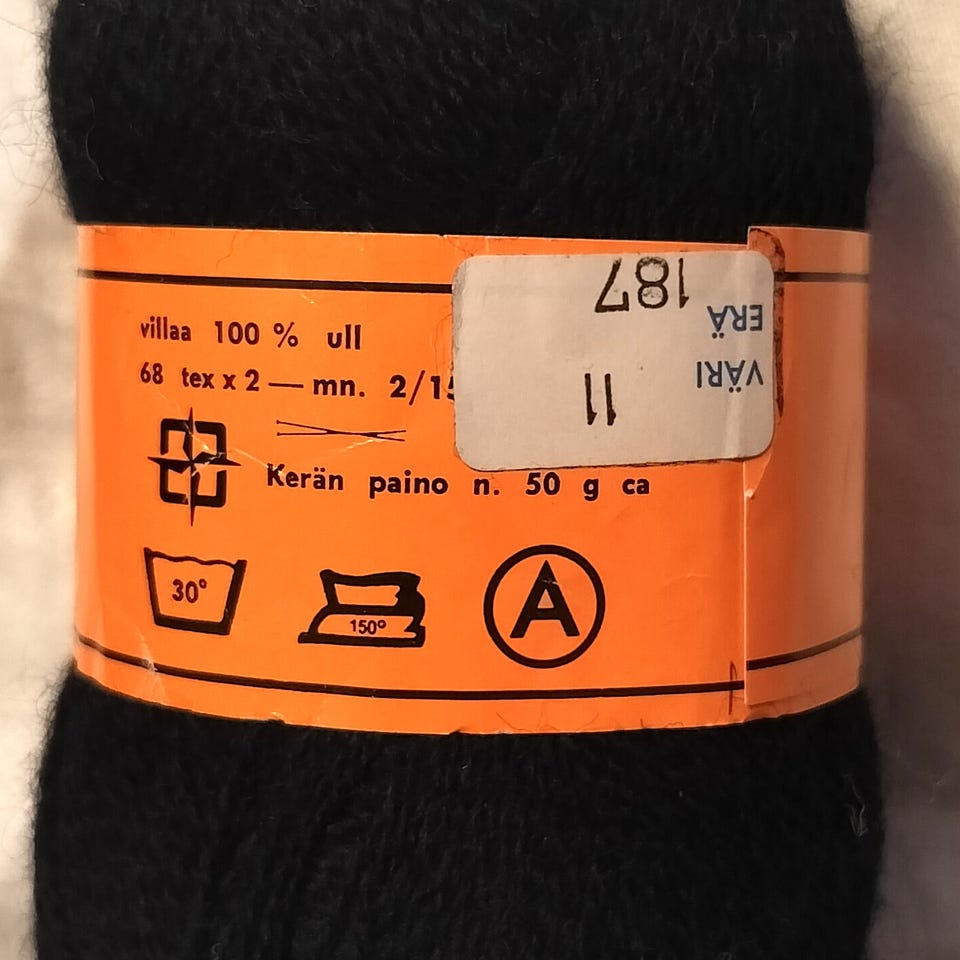 villaa 100 % ull
68 tex x 2 — mn. 2/15
Kerän paino n. 50 g ca
30°
150°
A
VÄRI 11
ERÄ 187